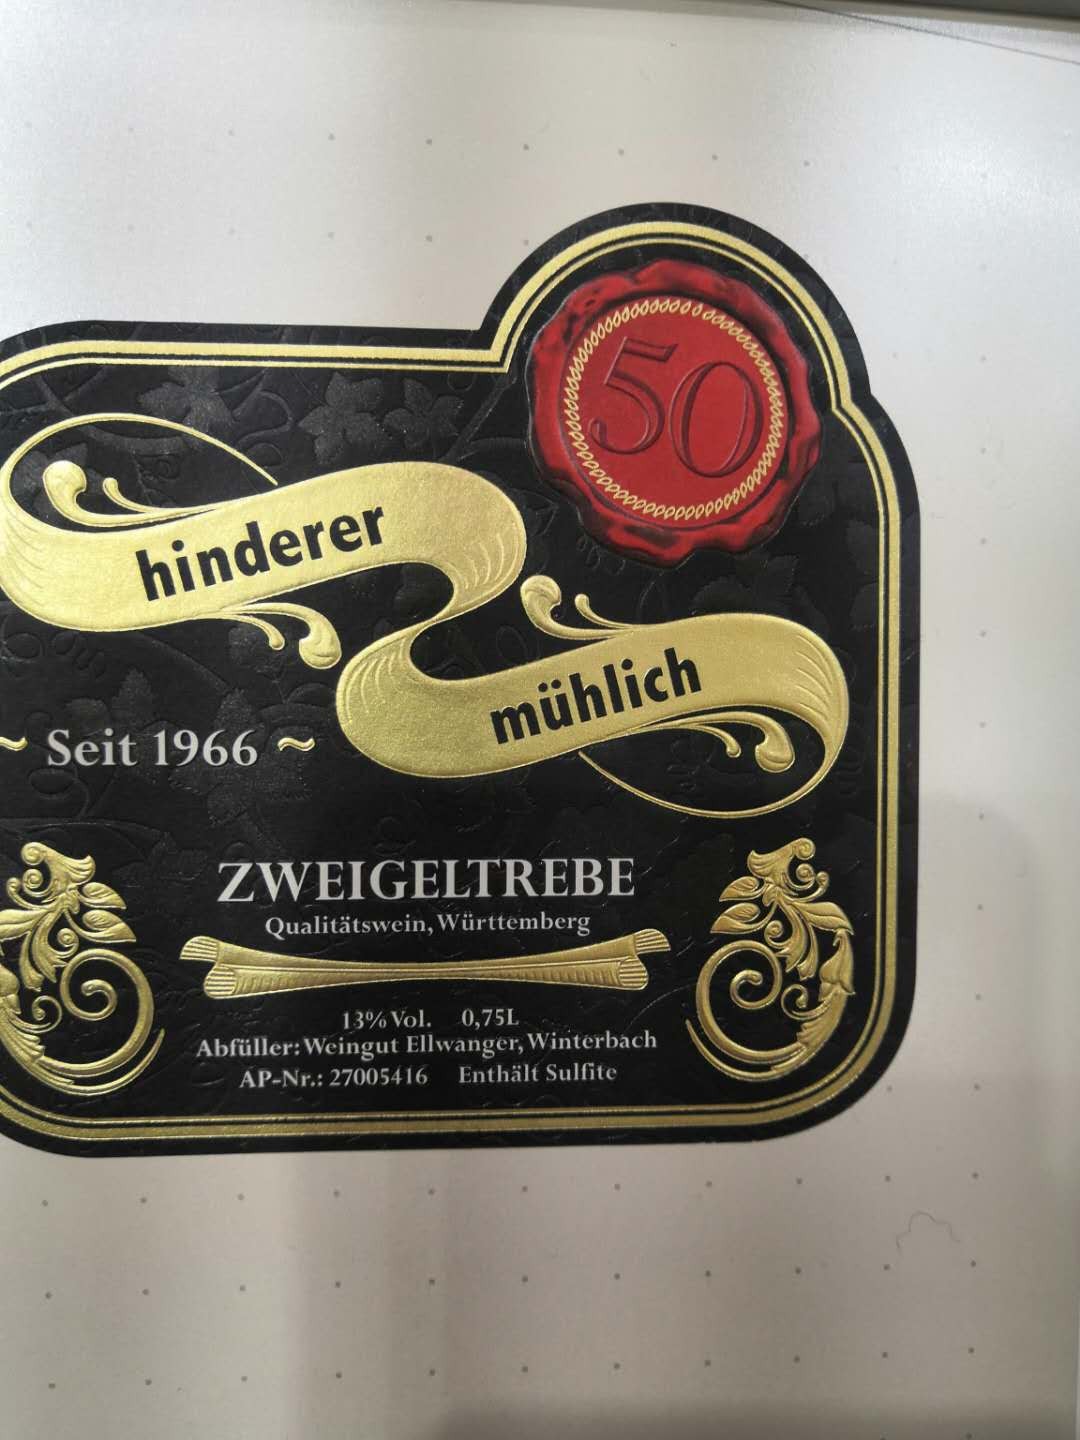 50
hinderer
mühlich
~ Seit 1966 ~
ZWEIGELTREBE
Qualitätswein, Württemberg
13% Vol. 0,75L
Abfüller: Weingut Ellwanger, Winterbach
AP-Nr.: 27005416 Enthält Sulfite